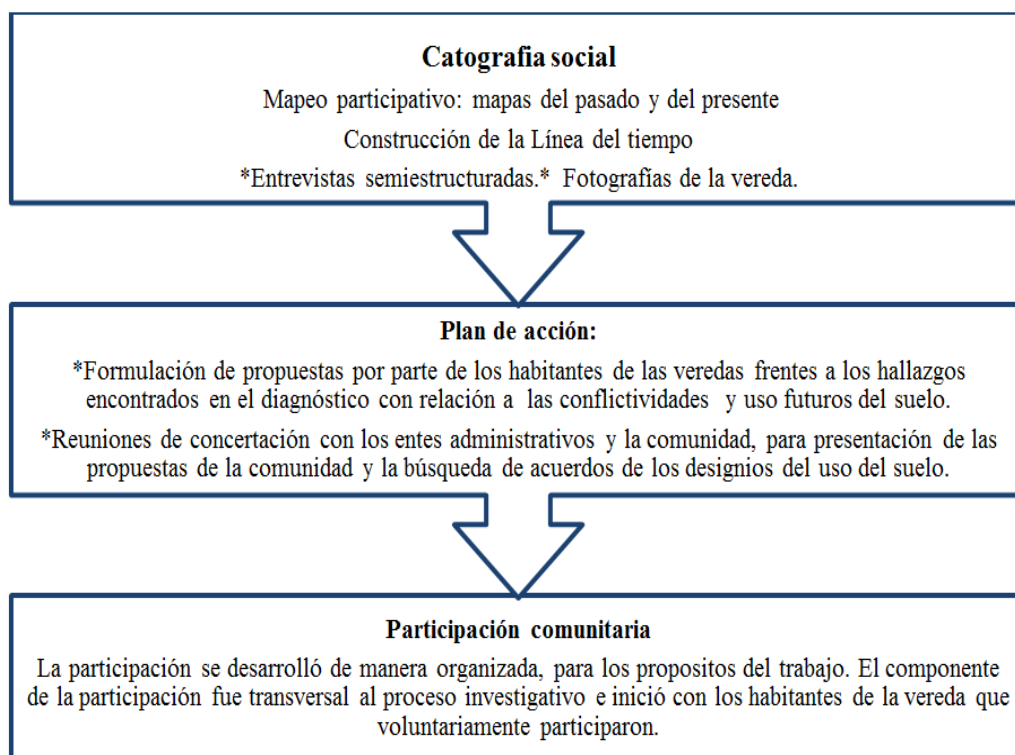 Catografia social
Mapeo participativo: mapas del pasado y del presente
Construcción de la Línea del tiempo
*Entrevistas semiestructuradas.* Fotografías de la vereda.
Plan de acción:
*Formulación de propuestas por parte de los habitantes de las veredas frentes a los hallazgos
encontrados en el diagnóstico con relación a las conflictividades y uso futuros del suelo.
*Reuniones de concertación con los entes administrativos y la comunidad, para presentación de las
propuestas de la comunidad y la búsqueda de acuerdos de los designios del uso del suelo.
Participación comunitaria
La participación se desarrolló de manera organizada, para los propositos del trabajo. El componente
de la participación fue transversal al proceso investigativo e inició con los habitantes de la vereda que
voluntariamente participaron.